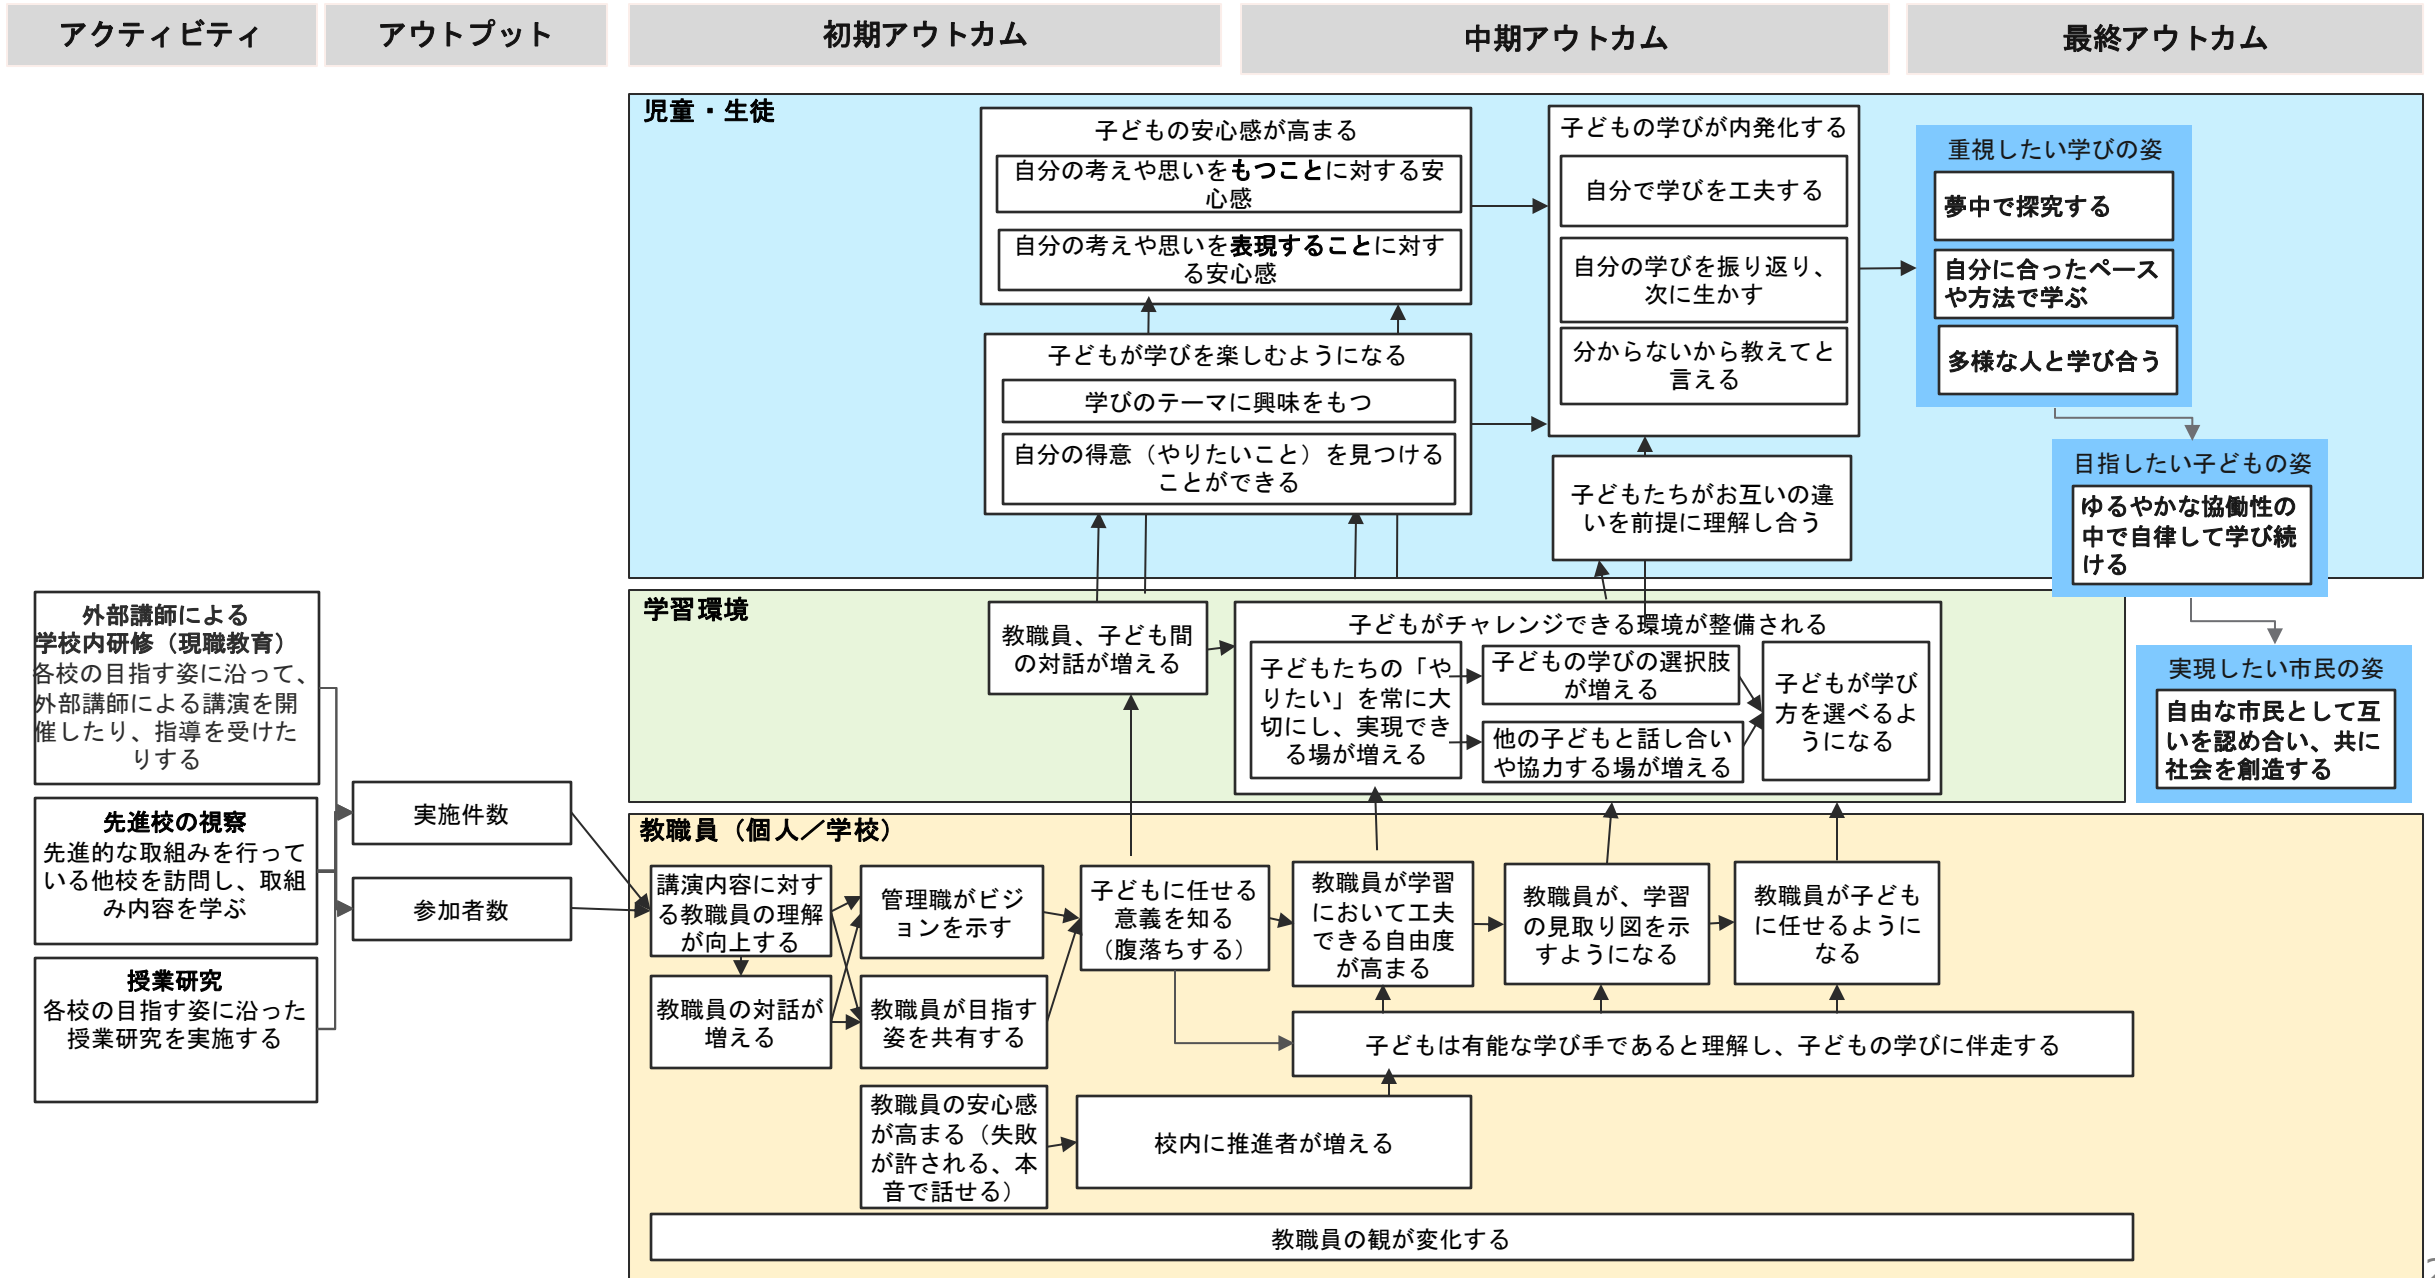 アクティビティ
アウトプット
初期アウトカム
中期アウトカム
最終アウトカム
児童・生徒
子どもの安心感が高まる
自分の考えや思いをもつことに対する安
心感
自分の考えや思いを表現することに対す
る安心感
子どもが学びを楽しむようになる
学びのテーマに興味をもつ
自分の得意（やりたいこと）を見つける
ことができる
子どもの学びが内発化する
自分で学びを工夫する
自分の学びを振り返り、
次に生かす
分からないから教えてと
言える
子どもたちがお互いの違
いを前提に理解し合う
重視したい学びの姿
夢中で探究する
自分に合ったペース
や方法で学ぶ
多様な人と学び合う
目指したい子どもの姿
ゆるやかな協働性の
中で自律して学び続
ける
実現したい市民の姿
自由な市民として互
いを認め合い、共に
社会を創造する
学習環境
教職員、子ども間
の対話が増える
子どもがチャレンジできる環境が整備される
子どもたちの「や
りたい」を常に大
切にし、実現でき
る場が増える
子どもの学びの選択肢
が増える
他の子どもと話し合い
や協力する場が増える
子どもが学び
方を選べるよ
うになる
外部講師による
学校内研修（現職教育）
各校の目指す姿に沿って、
外部講師による講演を開
催したり、指導を受けた
りする
先進校の視察
先進的な取組みを行って
いる他校を訪問し、取組
み内容を学ぶ
授業研究
各校の目指す姿に沿った
授業研究を実施する
実施件数
参加者数
教職員（個人／学校）
講演内容に対す
る教職員の理解
が向上する
教職員の対話が
増える
管理職がビジ
ョンを示す
教職員が目指す
姿を共有する
子どもに任せる
意義を知る
（腹落ちする）
教職員が学習
において工夫
できる自由度
が高まる
教職員が、学習
の見取り図を示
すようになる
教職員が子ども
に任せるように
なる
子どもは有能な学び手であると理解し、子どもの学びに伴走する
教職員の安心感
が高まる（失敗
が許される、本
音で話せる）
校内に推進者が増える
教職員の観が変化する